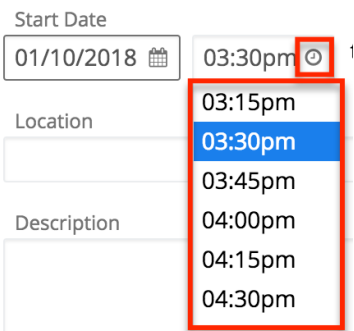 Start Date
01/10/2018 03:30pm t
03:15pm
Location
03:30pm
03:45pm
04:00pm
Description
04:15pm
04:30pm